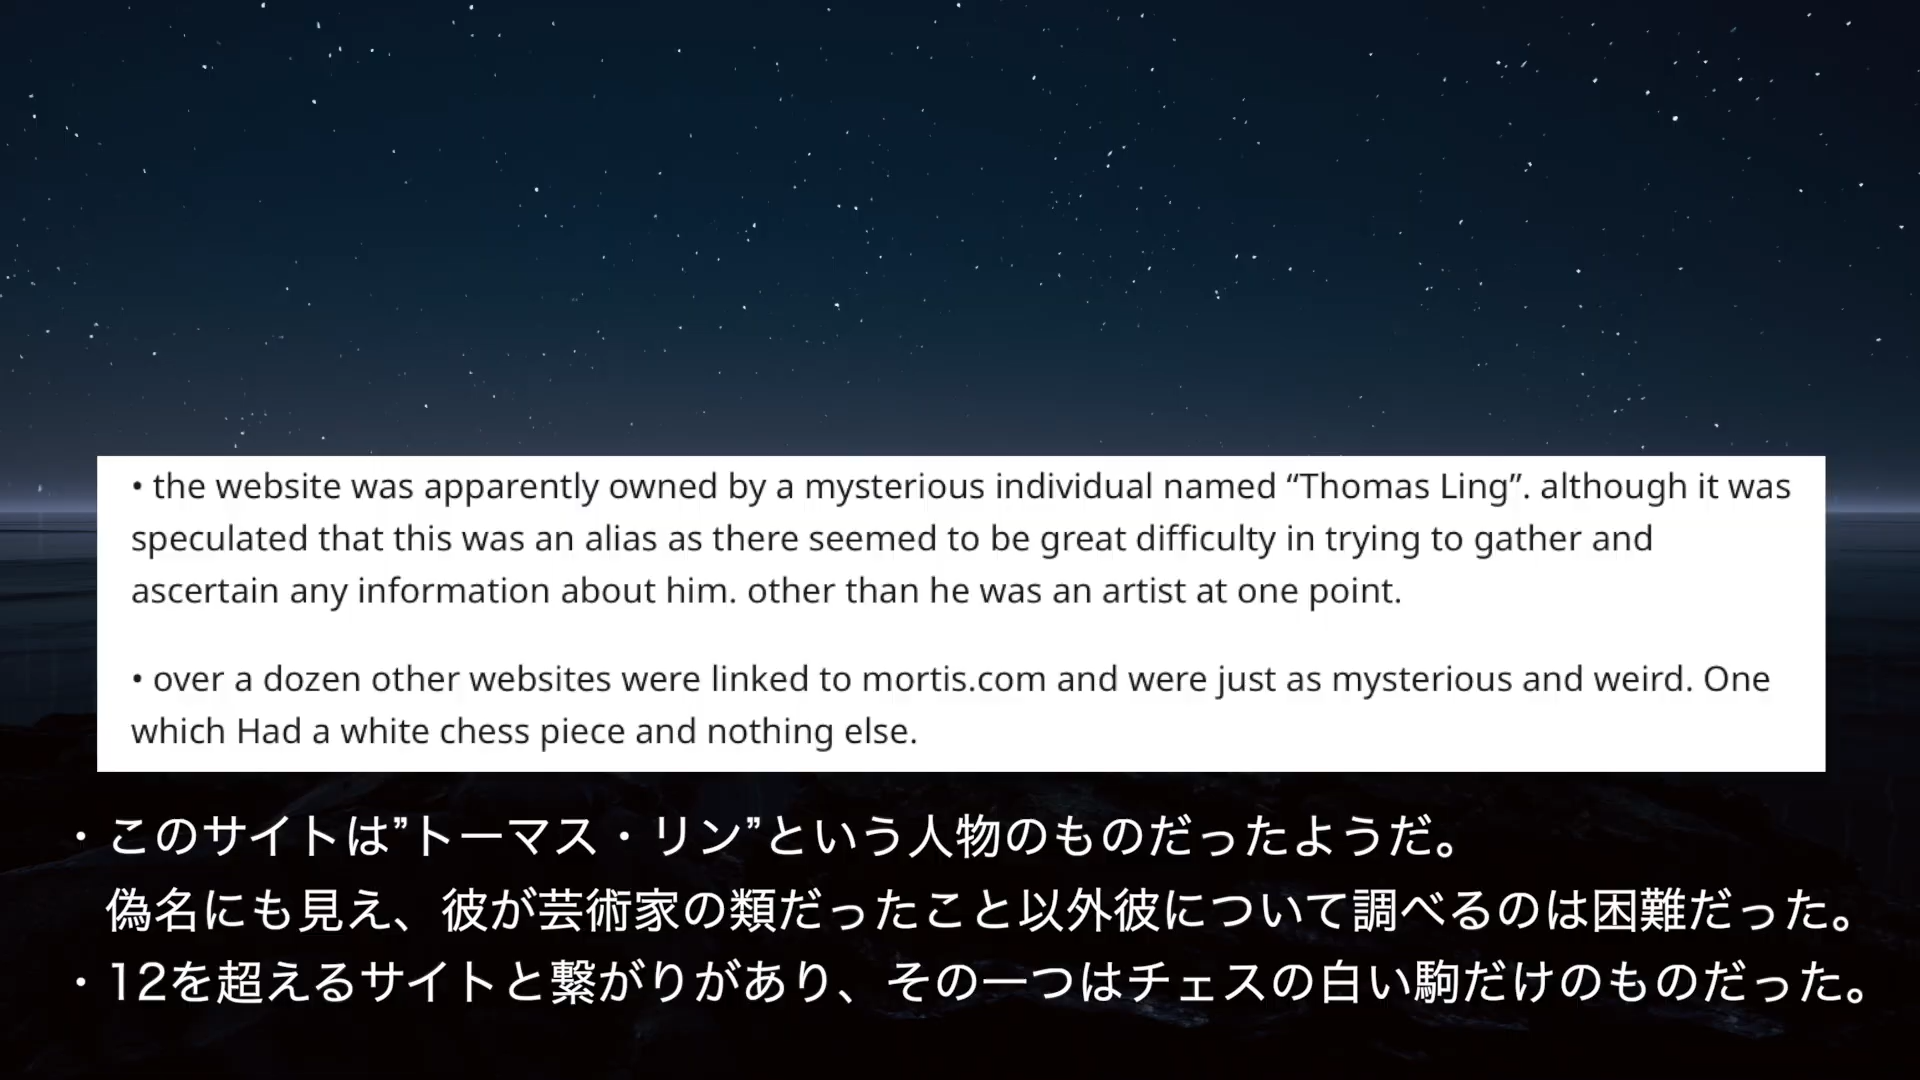 • the website was apparently owned by a mysterious individual named “Thomas Ling”. although it was
speculated that this was an alias as there seemed to be great difficulty in trying to gather and
ascertain any information about him. other than he was an artist at one point.
• over a dozen other websites were linked to mortis.com and were just as mysterious and weird. One
which Had a white chess piece and nothing else.
・このサイトは”トーマス・リン”という人物のものだったようだ。
偽名にも見え、彼が芸術家の類だったこと以外彼について調べるのは困難だった。
・12を超えるサイトと繋がりがあり、その一つはチェスの白い駒だけのものだった。